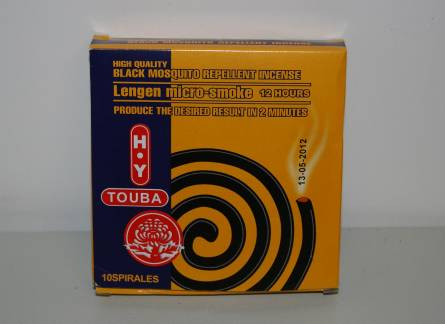 HIGH QUALITY
BLACK MOSQUITO REPELLENT INCENSE
Lengen micro-smoke 12 HOURS
PRODUCE THE DESIRED RESULT IN 2 MINUTES
13-05-2012
H·Y
TOUBA
10SPIRALES